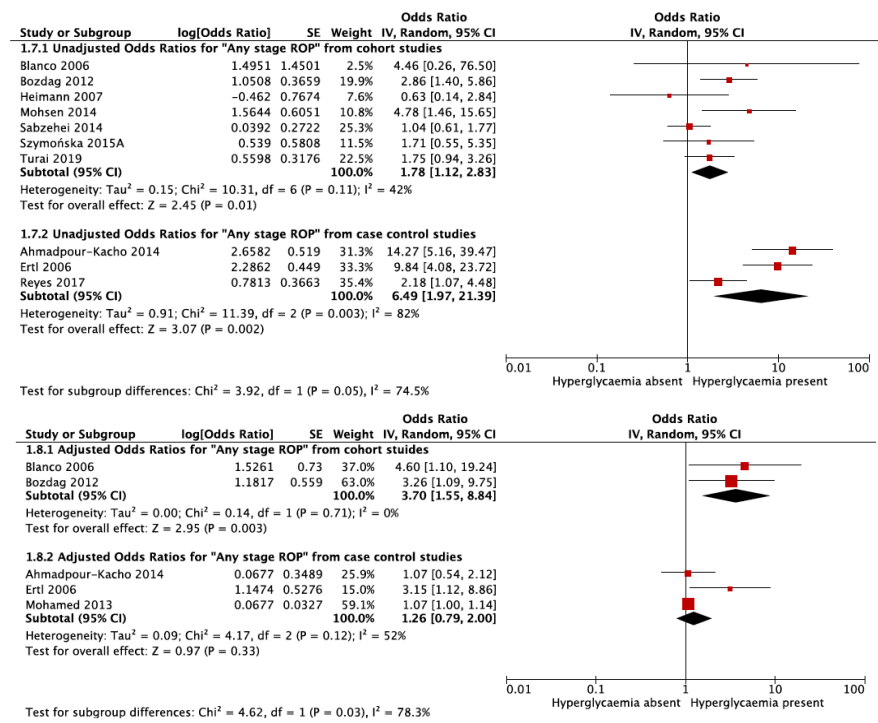 Odds Ratio Odds Ratio
Study or Subgroup log[Odds Ratio] SE Weight IV, Random, 95% CI IV, Random, 95% CI
1.7.1 Unadjusted Odds Ratios for "Any stage ROP" from cohort studies
Blanco 2006 1.4951 1.4501 2.5% 4.46 [0.26, 76.50]
Bozdag 2012 1.0508 0.3659 19.9% 2.86 [1.40, 5.86]
Heimann 2007 -0.462 0.7674 7.6% 0.63 [0.14, 2.84]
Mohsen 2014 1.5644 0.6051 10.8% 4.78 [1.46, 15.65]
Sabzehei 2014 0.0392 0.2722 25.3% 1.04 [0.61, 1.77]
Szymońska 2015A 0.539 0.5808 11.5% 1.71 [0.55, 5.35]
Turai 2019 0.5598 0.3176 22.5% 1.75 [0.94, 3.26]
Subtotal (95% CI) 100.0% 1.78 [1.12, 2.83]
Heterogeneity: Tau² = 0.15; Chi² = 10.31, df = 6 (P = 0.11); I² = 42%
Test for overall effect: Z = 2.45 (P = 0.01)
1.7.2 Unadjusted Odds Ratios for "Any stage ROP" from case control studies
Ahmadpour-Kacho 2014 2.6582 0.519 31.3% 14.27 [5.16, 39.47]
Ertl 2006 2.2862 0.449 33.3% 9.84 [4.08, 23.72]
Reyes 2017 0.7813 0.3663 35.4% 2.18 [1.07, 4.48]
Subtotal (95% CI) 100.0% 6.49 [1.97, 21.39]
Heterogeneity: Tau² = 0.91; Chi² = 11.39, df = 2 (P = 0.003); I² = 82%
Test for overall effect: Z = 3.07 (P = 0.002)
0.01 0.1 1 10 100
Hyperglycaemia absent Hyperglycaemia present
Test for subgroup differences: Chi² = 3.92, df = 1 (P = 0.05), I² = 74.5%
Odds Ratio Odds Ratio
Study or Subgroup log[Odds Ratio] SE Weight IV, Random, 95% CI IV, Random, 95% CI
1.8.1 Adjusted Odds Ratios for "Any stage ROP" from cohort stuides
Blanco 2006 1.5261 0.73 37.0% 4.60 [1.10, 19.24]
Bozdag 2012 1.1817 0.559 63.0% 3.26 [1.09, 9.75]
Subtotal (95% CI) 100.0% 3.70 [1.55, 8.84]
Heterogeneity: Tau² = 0.00; Chi² = 0.14, df = 1 (P = 0.71); I² = 0%
Test for overall effect: Z = 2.95 (P = 0.003)
1.8.2 Adjusted Odds Ratios for "Any stage ROP" from case control studies
Ahmadpour-Kacho 2014 0.0677 0.3489 25.9% 1.07 [0.54, 2.12]
Ertl 2006 1.1474 0.5276 15.0% 3.15 [1.12, 8.86]
Mohamed 2013 0.0677 0.0327 59.1% 1.07 [1.00, 1.14]
Subtotal (95% CI) 100.0% 1.26 [0.79, 2.00]
Heterogeneity: Tau² = 0.09; Chi² = 4.17, df = 2 (P = 0.12); I² = 52%
Test for overall effect: Z = 0.97 (P = 0.33)
0.01 0.1 1 10 100
Hyperglycaemia absent Hyperglycaemia present
Test for subgroup differences: Chi² = 4.62, df = 1 (P = 0.03), I² = 78.3%